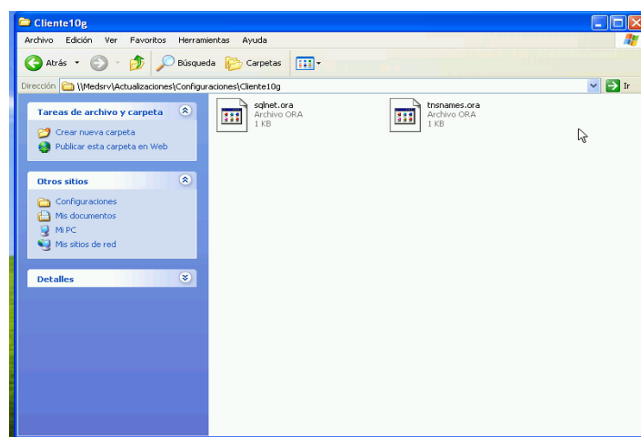 Cliente10g
Archivo Edición Ver Favoritos Herramientas Ayuda
Atrás Búsqueda Carpetas
Dirección \\Medsrv\Actualizaciones\Configuraciones\Cliente10g Ir
Tareas de archivo y carpeta
Crear nueva carpeta
Publicar esta carpeta en Web
Otros sitios
Configuraciones
Mis documentos
Mi PC
Mis sitios de red
Detalles
sqlnet.ora
Archivo ORA
1 KB
tnsnames.ora
Archivo ORA
1 KB